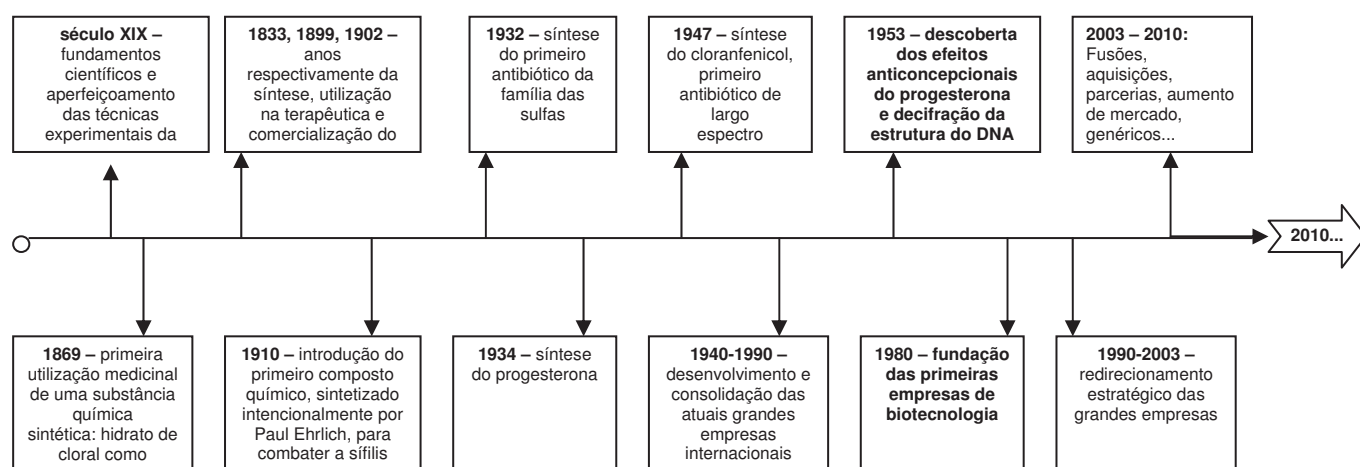 século XIX –
fundamentos
científicos e
aperfeiçoamento
das técnicas
experimentais da
1833, 1899, 1902 –
anos
respectivamente da
síntese, utilização
na terapêutica e
comercialização do
1932 – síntese
do primeiro
antibiótico da
família das
sulfas
1947 – síntese
do cloranfenicol,
primeiro
antibiótico de
largo
espectro
1953 – descoberta
dos efeitos
anticoncepcionais
do progesterona
e decifração da
estrutura do DNA
2003 – 2010:
Fusões,
aquisições,
parcerias, aumento
de mercado,
genéricos...
2010...
1869 – primeira
utilização medicinal
de uma substância
química
sintética: hidrato de
cloral como
1910 – introdução do
primeiro composto
químico, sintetizado
intencionalmente por
Paul Ehrlich, para
combater a sífilis
1934 – síntese
do progesterona
1940-1990 –
desenvolvimento e
consolidação das
atuais grandes
empresas
internacionais
1980 – fundação
das primeiras
empresas de
biotecnologia
1990-2003 –
redirecionamento
estratégico das
grandes empresas